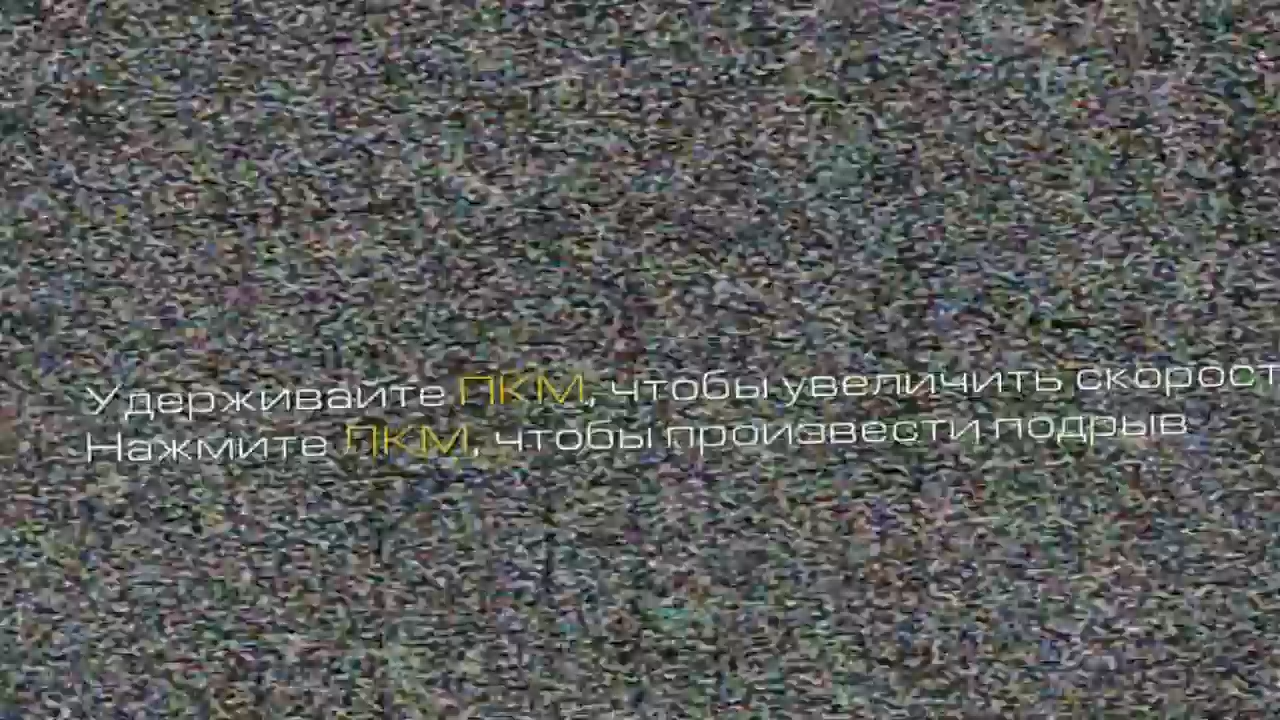 Удерживайте ПКМ, чтобы увеличить скорост
Нажмите ПКМ, чтобы произвести подрыв